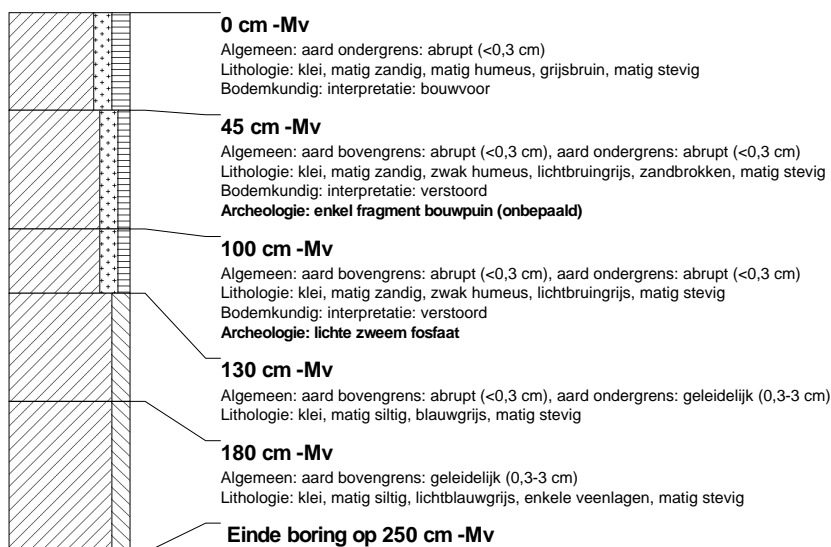 0 cm -Mv
Algemeen: aard ondergrens: abrupt (<0,3 cm)
Lithologie: klei, matig zandig, matig humeus, grijsbruin, matig stevig
Bodemkundig: interpretatie: bouwvoor
45 cm -Mv
Algemeen: aard bovengrens: abrupt (<0,3 cm), aard ondergrens: abrupt (<0,3 cm)
Lithologie: klei, matig zandig, zwak humeus, lichtbruingrijs, zandbrokken, matig stevig
Bodemkundig: interpretatie: verstoord
Archeologie: enkel fragment bouwpuin (onbepaald)
100 cm -Mv
Algemeen: aard bovengrens: abrupt (<0,3 cm), aard ondergrens: abrupt (<0,3 cm)
Lithologie: klei, matig zandig, zwak humeus, lichtbruingrijs, matig stevig
Bodemkundig: interpretatie: verstoord
Archeologie: lichte zweem fosfaat
130 cm -Mv
Algemeen: aard bovengrens: abrupt (<0,3 cm), aard ondergrens: geleidelijk (0,3-3 cm)
Lithologie: klei, matig siltig, blauwgrijs, matig stevig
180 cm -Mv
Algemeen: aard bovengrens: geleidelijk (0,3-3 cm)
Lithologie: klei, matig siltig, lichtblauwgrijs, enkele veenlagen, matig stevig
Einde boring op 250 cm -Mv